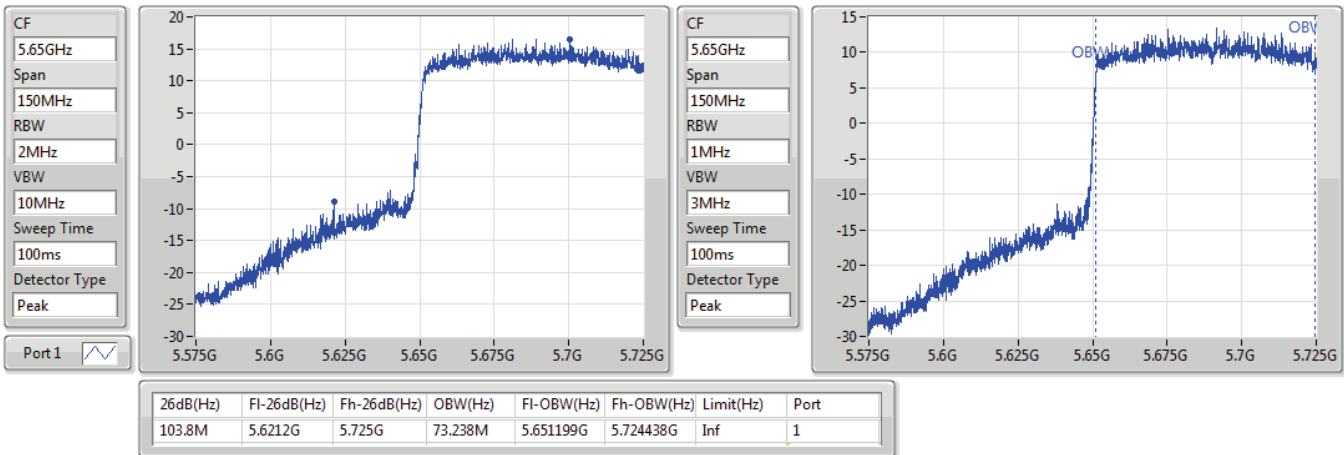 CF
5.65GHz
Span
150MHz
RBW
2MHz
VBW
10MHz
Sweep Time
100ms
Detector Type
Peak
Port 1
20
15
10
5
0
-5
-10
-15
-20
-25
-30
5.575G 5.6G 5.625G 5.65G 5.675G 5.7G 5.725G
CF
5.65GHz
Span
150MHz
RBW
1MHz
VBW
3MHz
Sweep Time
100ms
Detector Type
Peak
15
10
5
0
-5
-10
-15
-20
-25
-30
OBW
OBV
5.575G 5.6G 5.625G 5.65G 5.675G 5.7G 5.725G
26dB(Hz) Fl-26dB(Hz) Fh-26dB(Hz) OBW(Hz) Fl-OBW(Hz) Fh-OBW(Hz) Limit(Hz) Port
103.8M 5.6212G 5.725G 73.238M 5.651199G 5.724438G Inf 1